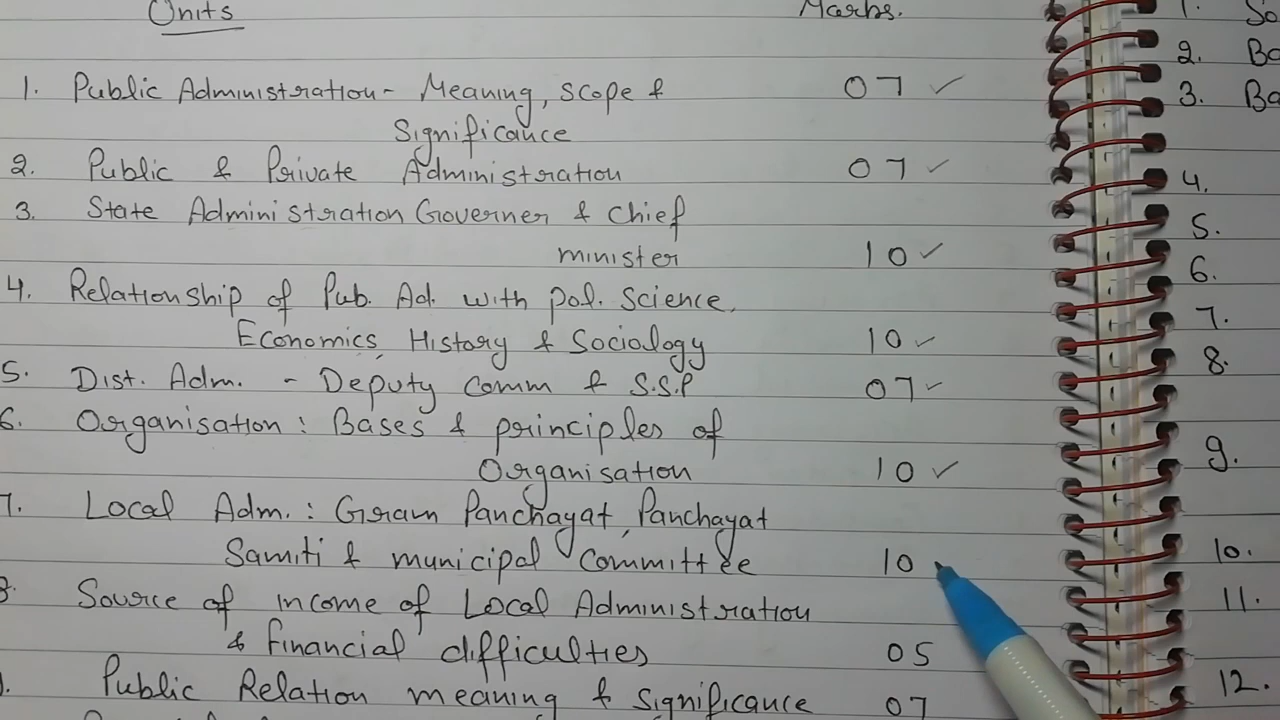 Units Marks.
1. Public Administration- Meaning, scope & 07 ✓
Significance
2. Public & Private Administration 07 ✓
3. State Administration Governer & Chief
minister 10 ✓
4. Relationship of Pub. Ad. with pol. Science,
Economics, History & Sociology 10 ✓
5. Dist. Adm. - Deputy Comm & S.S.P 07 ✓
6. Organisation : Bases & principles of
Organisation 10 ✓
7. Local Adm. : Gram Panchayat, Panchayat
Samiti & municipal Committee 10
8. Source of income of Local Administration
& financial difficulties 05
Public Relation meaning & significance 07
1. So
2. Ba
3. Ba
4.
5.
6.
7.
8.
9.
10.
11.
12.